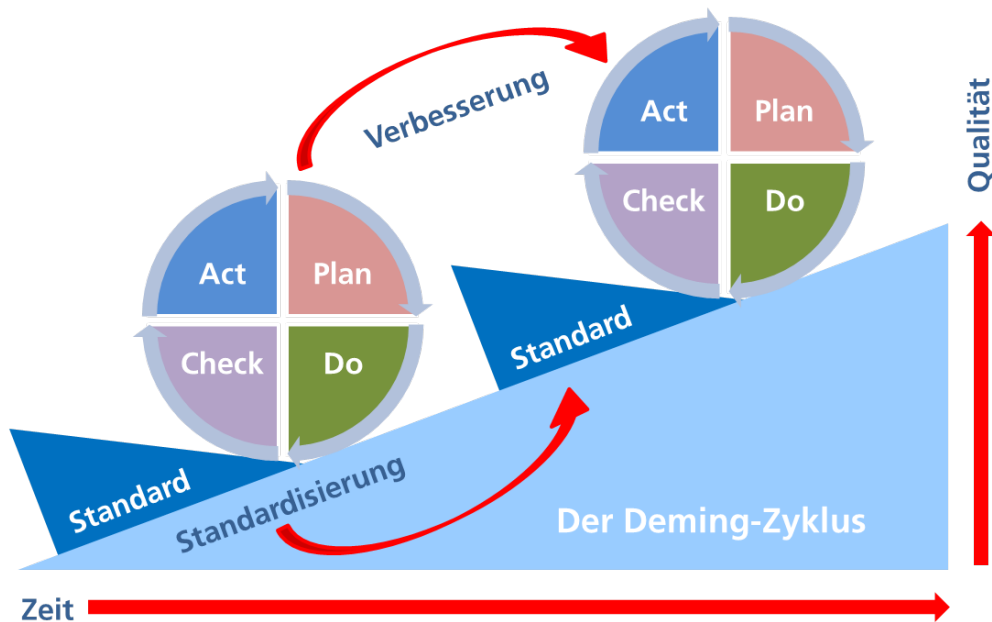 Verbesserung
Act
Plan
Check
Do
Qualität
Act
Plan
Check
Do
Standard
Standard
Standardisierung
Der Deming-Zyklus
Zeit